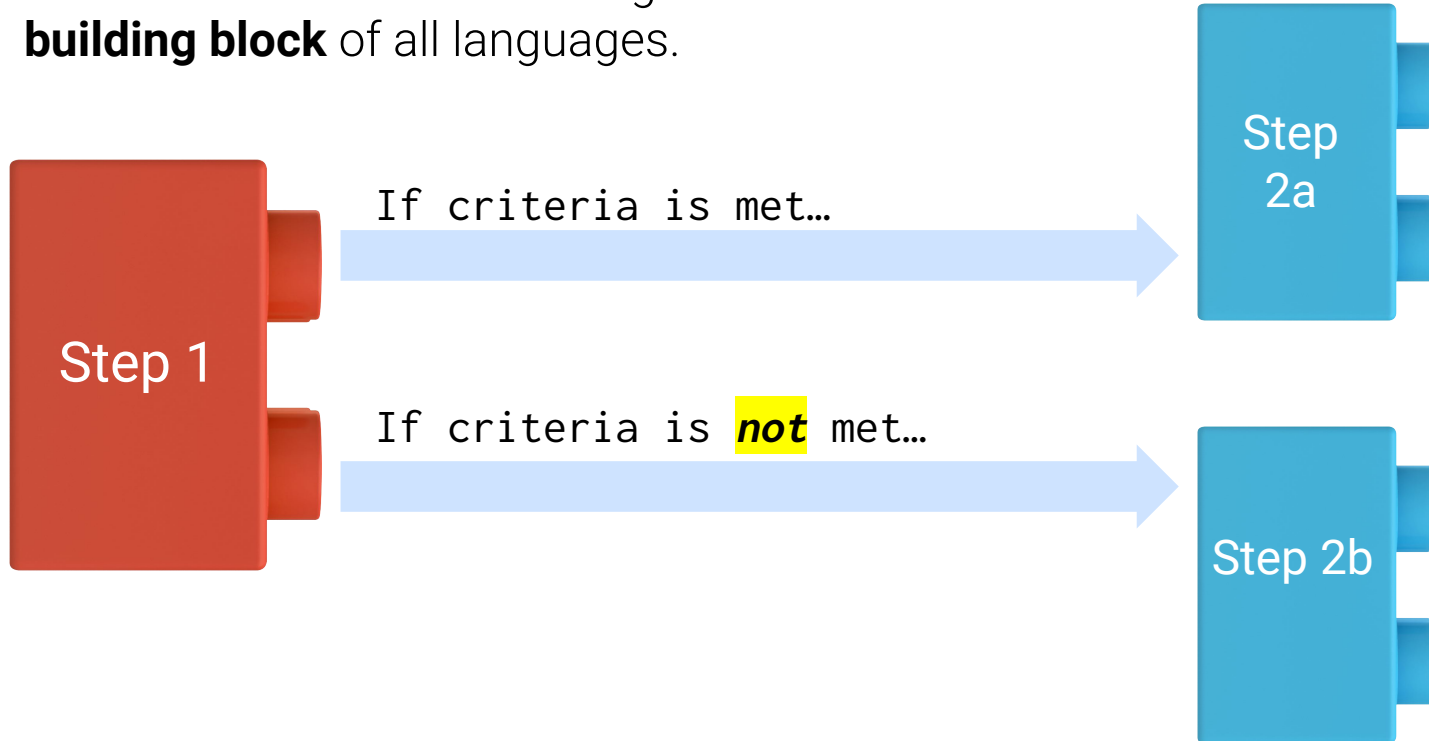 building block of all languages.
If criteria is met…
Step
2a
Step 1
If criteria is not met…
Step 2b